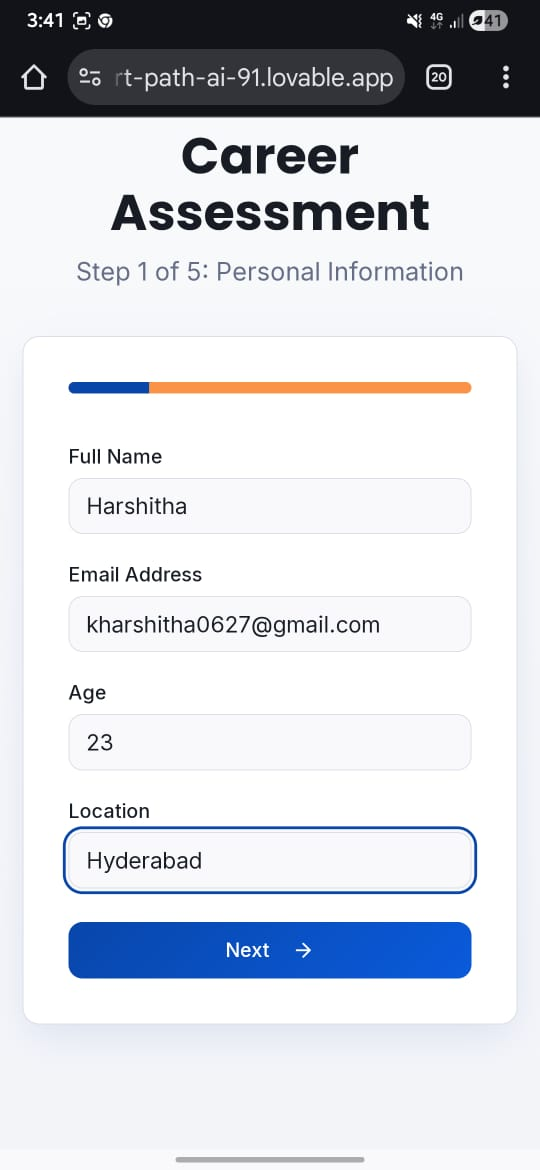 3:41
4G
41
rt-path-ai-91.lovable.app
20
Career
Assessment
Step 1 of 5: Personal Information
Full Name
Harshitha
Email Address
kharshitha0627@gmail.com
Age
23
Location
Hyderabad
Next →